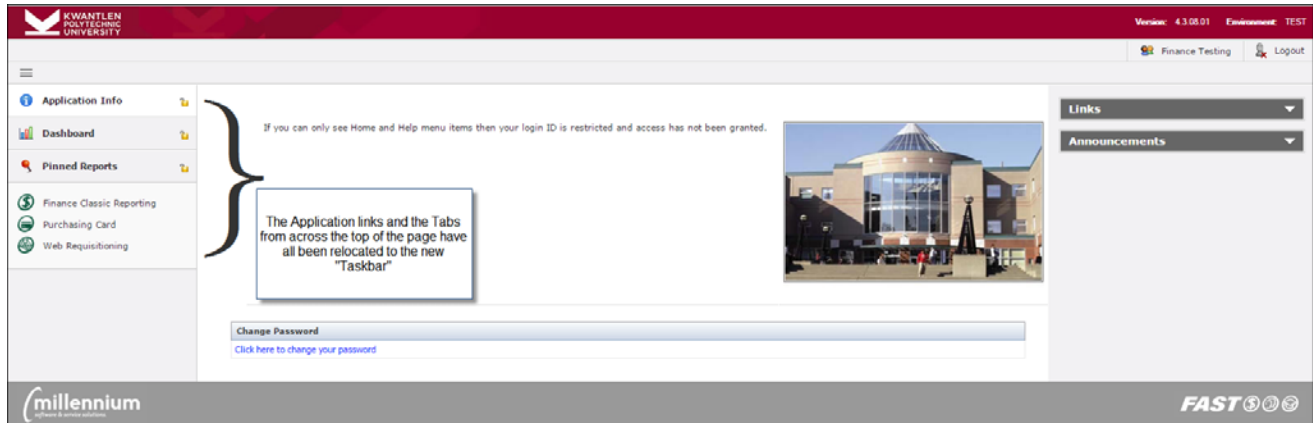 KWANTLEN
POLYTECHNIC
UNIVERSITY
Version: 4.3.08.01 Environment: TEST
Finance Testing Logout
Application Info
Dashboard
Pinned Reports
Finance Classic Reporting
Purchasing Card
Web Requisitioning
If you can only see Home and Help menu items then your login ID is restricted and access has not been granted.
The Application links and the Tabs
from across the top of the page have
all been relocated to the new
"Taskbar"
Change Password
Click here to change your password
Links
Announcements
millennium
software & service solutions
FAST